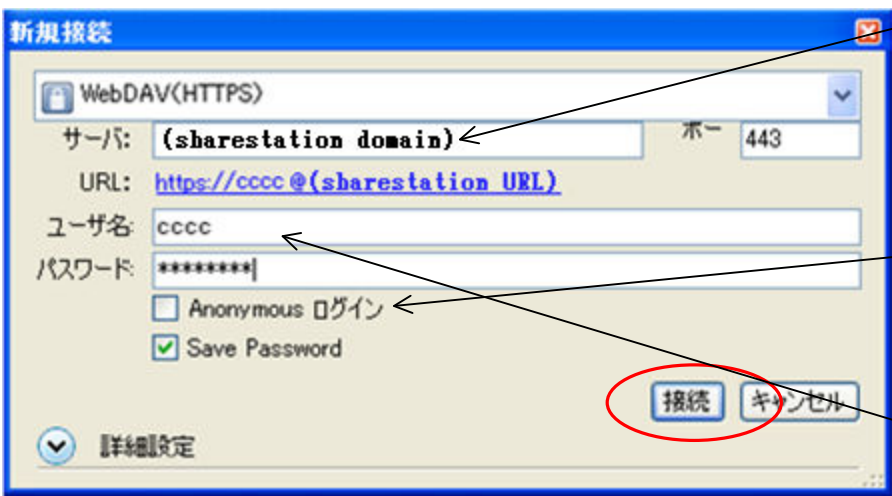 新規接続
WebDAV(HTTPS)
サーバ: (sharestation domain) ポー 443
URL: https://cccc@(sharestation URL)
ユーザ名: cccc
パスワード: ********
Anonymous ログイン
Save Password
接続 キャンセル
詳細設定